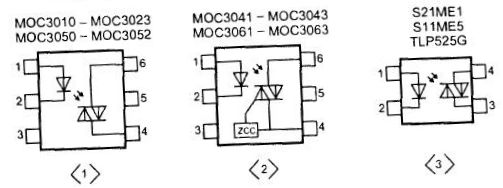 MOC3010 – MOC3023
MOC3050 – MOC3052
1
2
3
6
5
4
<1>
MOC3041 – MOC3043
MOC3061 – MOC3063
1
2
3
6
5
4
ZCC
<2>
S21ME1
S11ME5
TLP525G
1
2
4
3
<3>